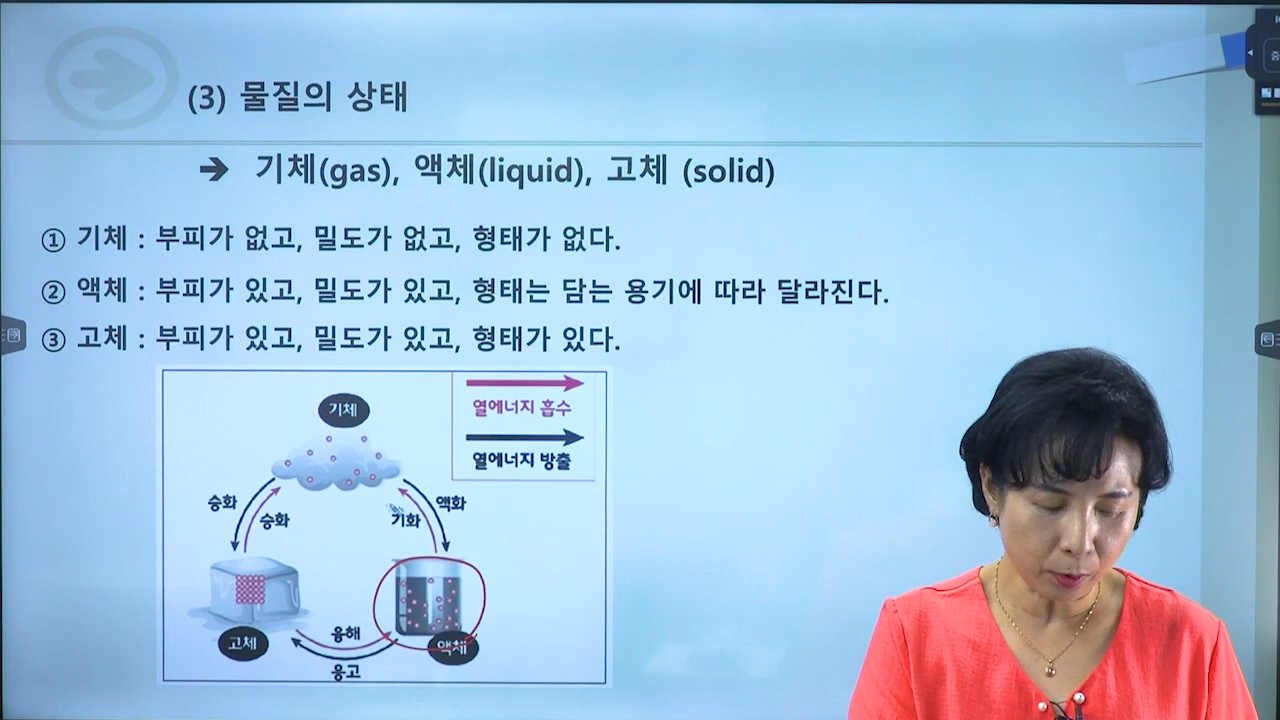 (3) 물질의 상태
➔ 기체(gas), 액체(liquid), 고체 (solid)
① 기체 : 부피가 없고, 밀도가 없고, 형태가 없다.
② 액체 : 부피가 있고, 밀도가 있고, 형태는 담는 용기에 따라 달라진다.
③ 고체 : 부피가 있고, 밀도가 있고, 형태가 있다.
열에너지 흡수
열에너지 방출
기체
승화
승화
기화
액화
고체
액체
융해
응고
중